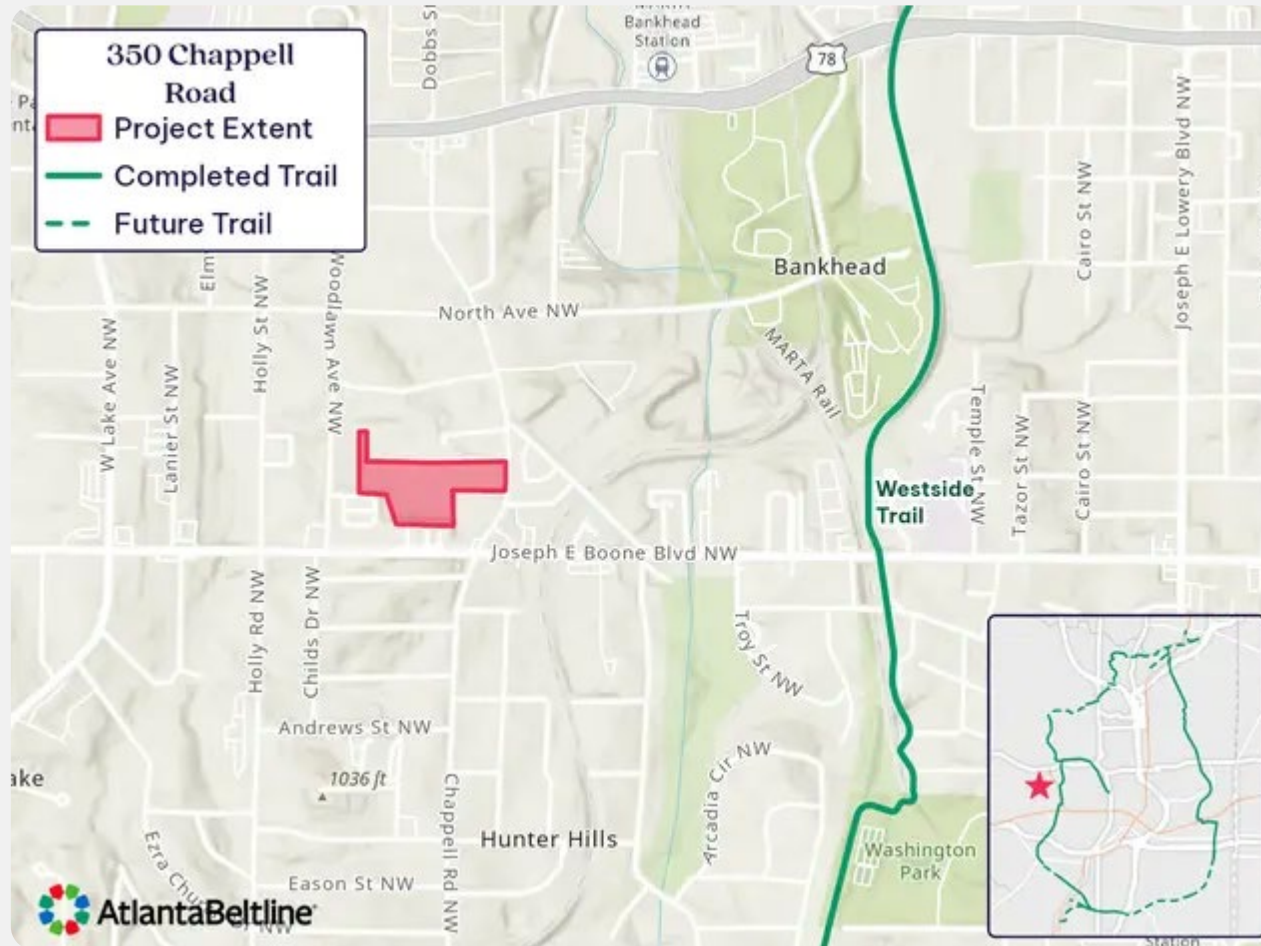 350 Chappell
Road
Project Extent
Completed Trail
Future Trail
Bankhead
Station
78
Dobbs St
Joseph E Lowery Blvd NW
Cairo St NW
Elm
Holly St NW
Woodlawn Ave NW
North Ave NW
Bankhead
W Lake Ave NW
Lanier St NW
MARTA Rail
Temple St NW
Tazor St NW
Cairo St NW
Westside
Trail
Joseph E Boone Blvd NW
Holly Rd NW
Childs Dr NW
Troy St NW
Andrews St NW
ake
1036 ft
Chappell Rd NW
Arcadia Cir NW
Hunter Hills
Ezra
Washington
Park
Eason St NW
AtlantaBeltline
Station